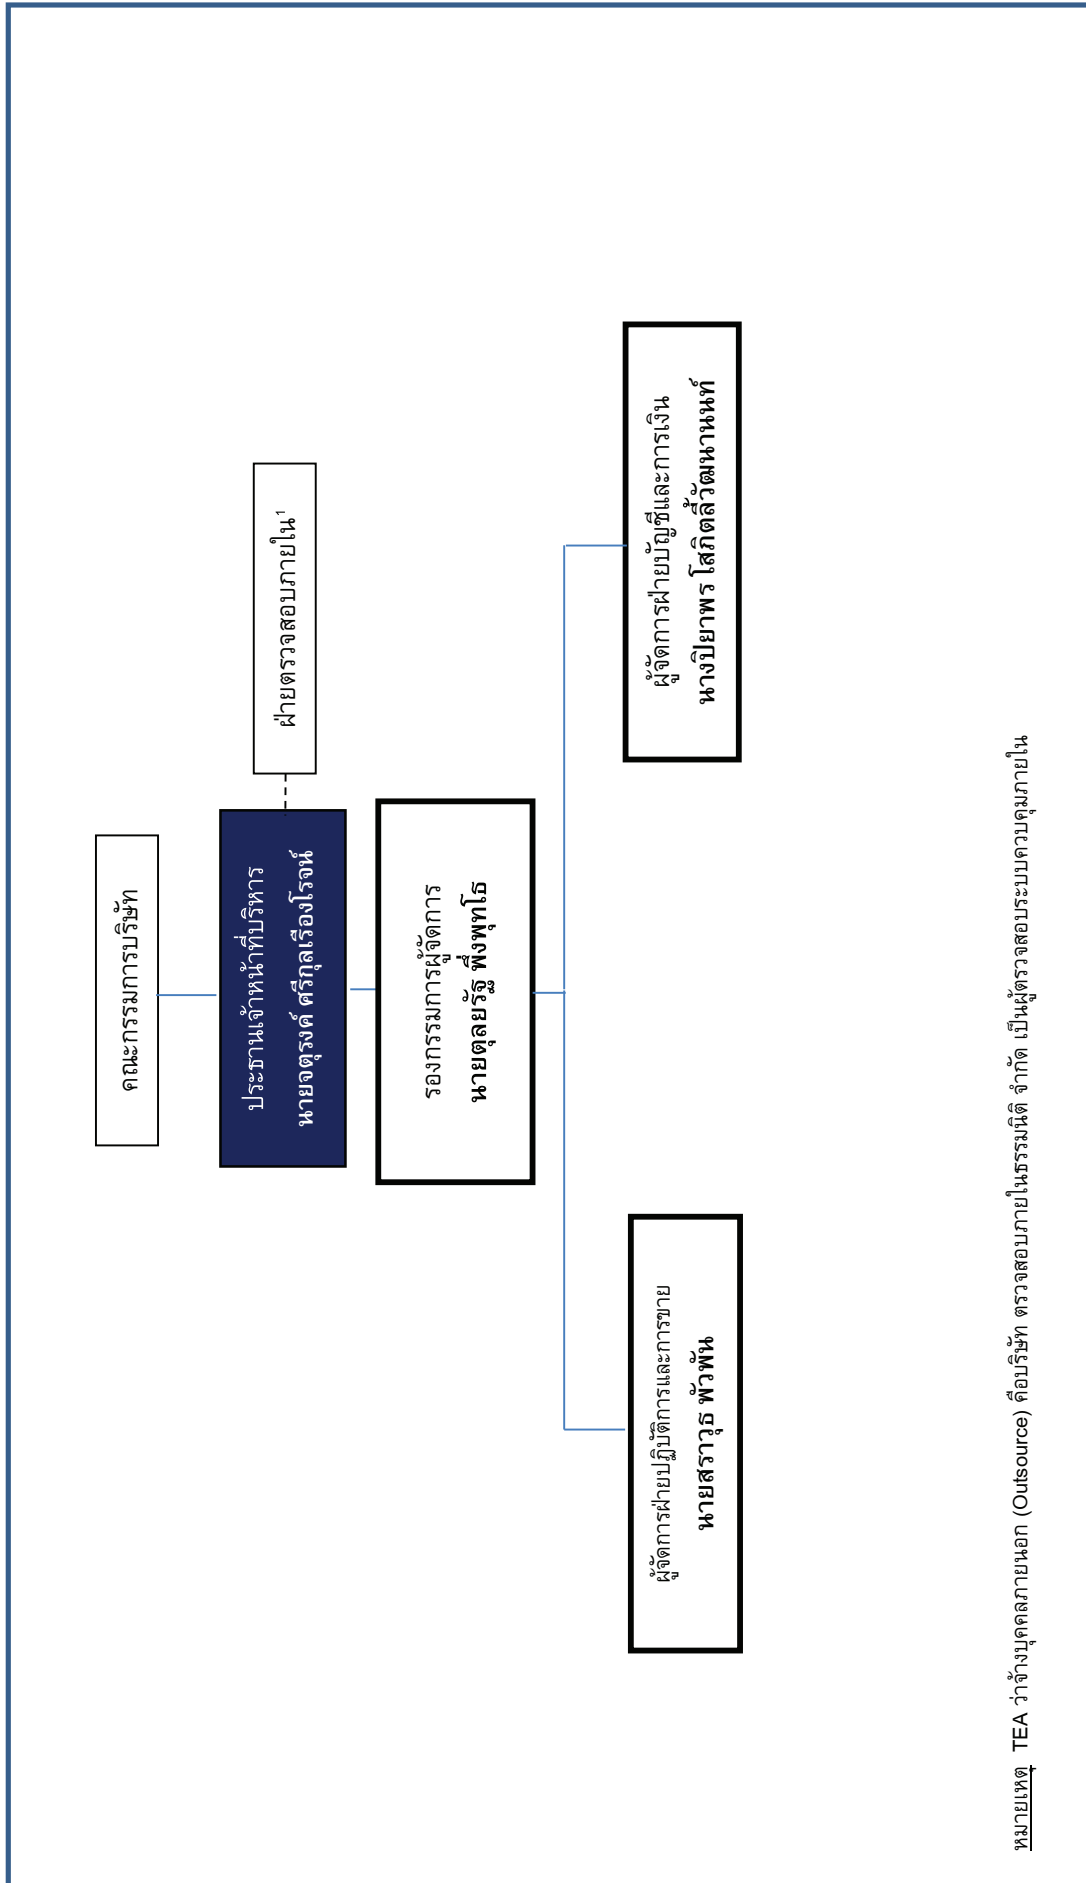 คณะกรรมการบริษัท
ประธานเจ้าหน้าที่บริหาร
นายจตุรงค์ ศรีกุลเรืองโรจน์
ฝ่ายตรวจสอบภายใน¹
รองกรรมการผู้จัดการ
นายตุลยรัฐ พึ่งพุทโธ
ผู้จัดการฝ่ายปฏิบัติการและการขาย
นายสราวุธ พัวพัน
ผู้จัดการฝ่ายบัญชีและการเงิน
นางปิยาพร โสภิตลิ้วัฒนานนท์
หมายเหตุ TEA ว่าจ้างบุคคลภายนอก (Outsource) คือบริษัท ตรวจสอบภายในธรรมนิติ จำกัด เป็นผู้ตรวจสอบระบบควบคุมภายใน